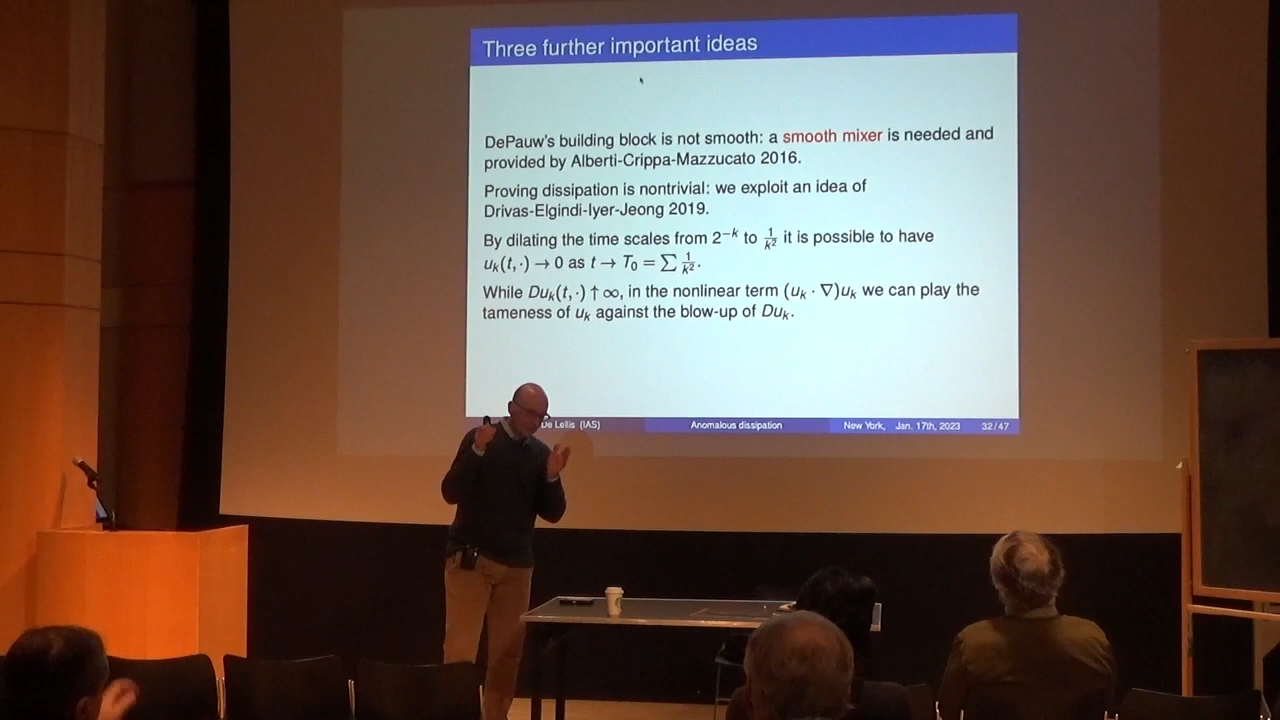 Three further important ideas
DePauw's building block is not smooth: a smooth mixer is needed and
provided by Alberti-Crippa-Mazzucato 2016.
Proving dissipation is nontrivial: we exploit an idea of
Drivas-Elgindi-Iyer-Jeong 2019.
By dilating the time scales from 2^{-k} to \frac{1}{k^2} it is possible to have
u_k(t, ·) → 0 as t → T_0 = ∑ \frac{1}{k^2}.
While Du_k(t, ·) ↑ ∞, in the nonlinear term (u_k · ∇)u_k we can play the
tameness of u_k against the blow-up of Du_k.
De Lellis (IAS) Anomalous dissipation New York, Jan. 17th, 2023 32/47